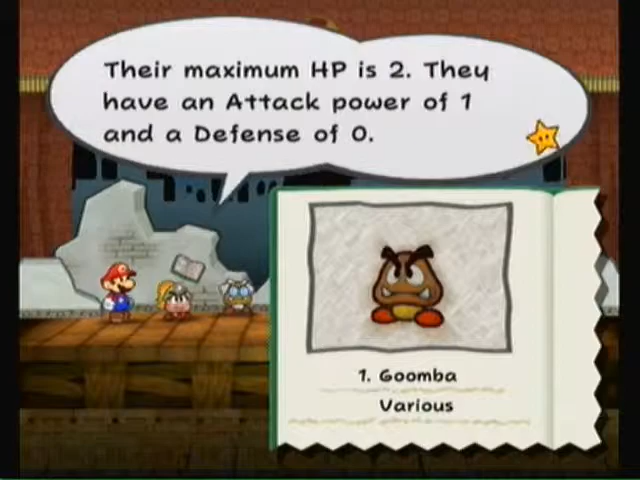 Their maximum HP is 2. They
have an Attack power of 1
and a Defense of 0.
1. Goomba
Various